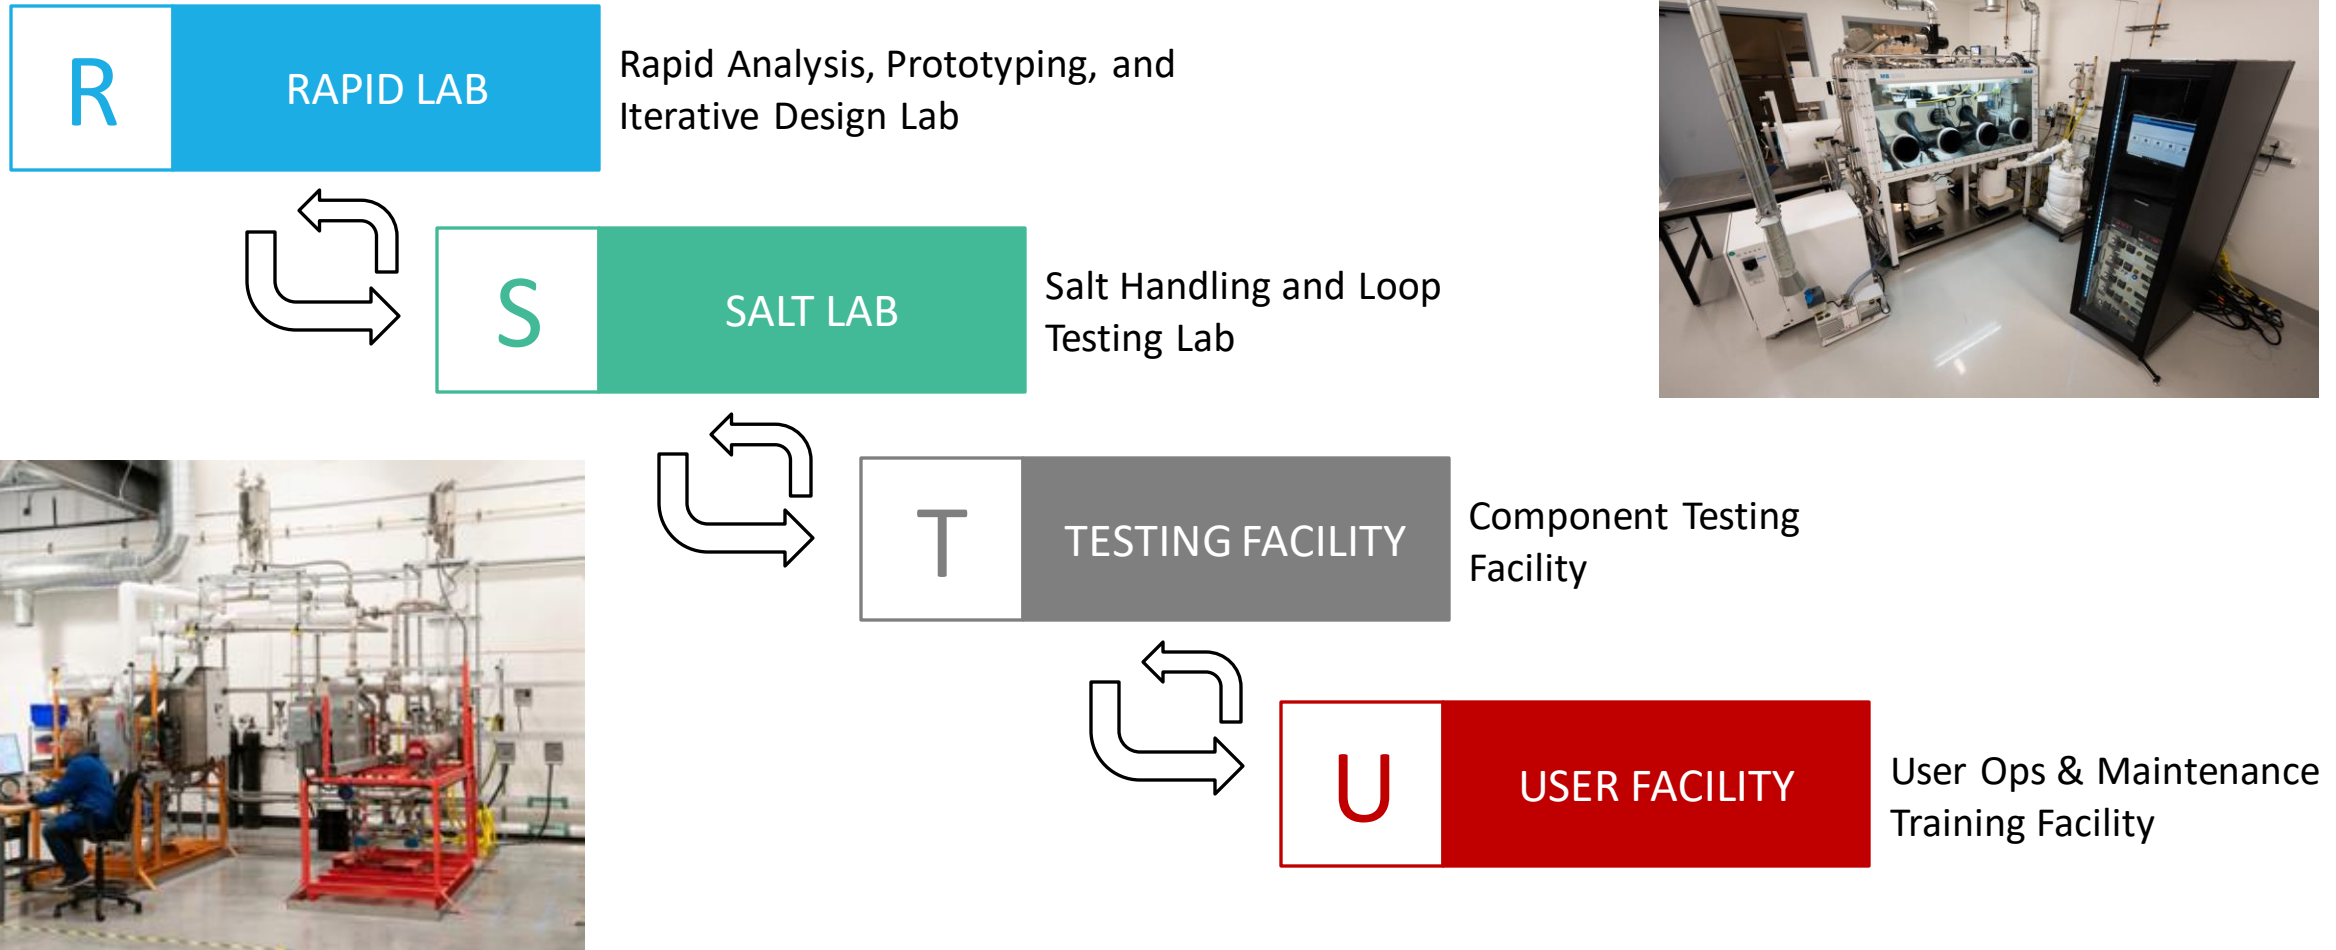 R
RAPID LAB
Rapid Analysis, Prototyping, and
Iterative Design Lab
S
SALT LAB
Salt Handling and Loop
Testing Lab
T
TESTING FACILITY
Component Testing
Facility
U
USER FACILITY
User Ops & Maintenance
Training Facility